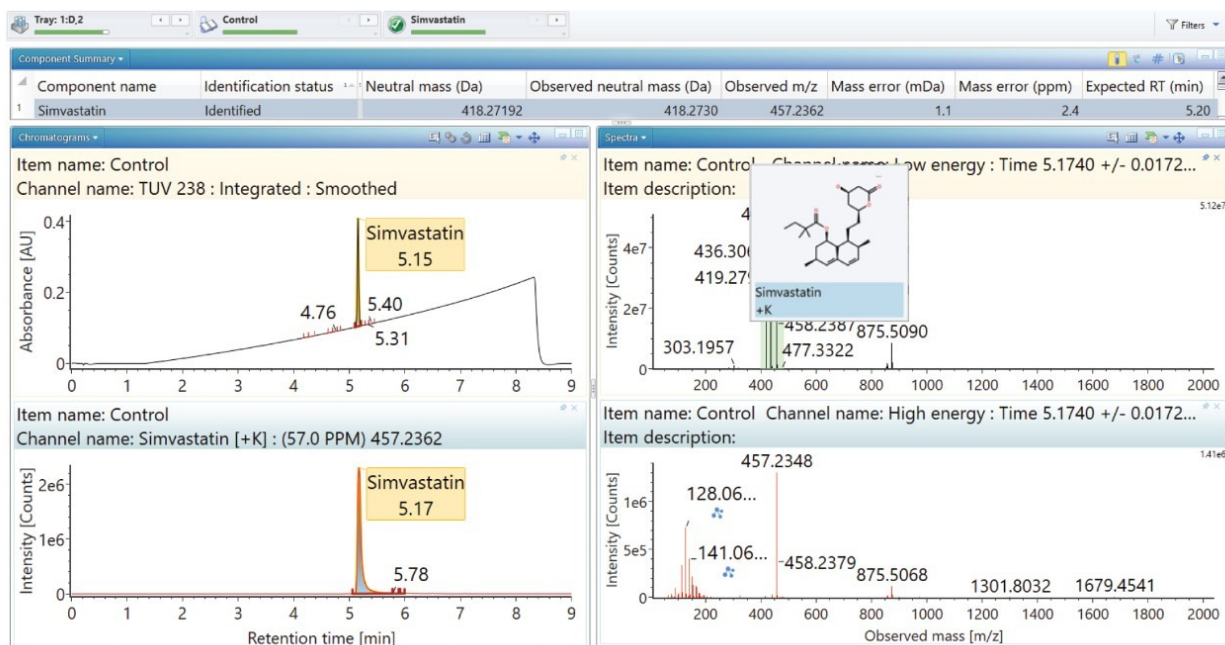 Tray: 1:D,2
Control
Simvastatin
Filters
Component Summary
Component name Identification status Neutral mass (Da) Observed neutral mass (Da) Observed m/z Mass error (mDa) Mass error (ppm) Expected RT (min)
1 Simvastatin Identified 418.27192 418.2730 457.2362 1.1 2.4 5.20
Chromatograms
Item name: Control
Channel name: TUV 238 : Integrated : Smoothed
Absorbance [AU]
0.4
0.2
0
Simvastatin
5.15
4.76
5.40
5.31
0 1 2 3 4 5 6 7 8 9
Item name: Control
Channel name: Simvastatin [+K] : (57.0 PPM) 457.2362
Intensity [Counts]
2e6
1e6
0
Simvastatin
5.17
5.78
0 1 2 3 4 5 6 7 8 9
Retention time [min]
Spectra
Item name: Control Channel name: Low energy : Time 5.1740 +/- 0.0172...
Item description:
5.12e7
Intensity [Counts]
4e7
2e7
0
436.306
419.279
Simvastatin
+K
458.2387
875.5090
303.1957
477.3322
200 400 600 800 1000 1200 1400 1600 1800 2000
Item name: Control Channel name: High energy : Time 5.1740 +/- 0.0172...
Item description:
1.41e6
Intensity [Counts]
1e6
5e5
0
457.2348
128.06...
141.06...
458.2379
875.5068
1301.8032
1679.4541
200 400 600 800 1000 1200 1400 1600 1800 2000
Observed mass [m/z]